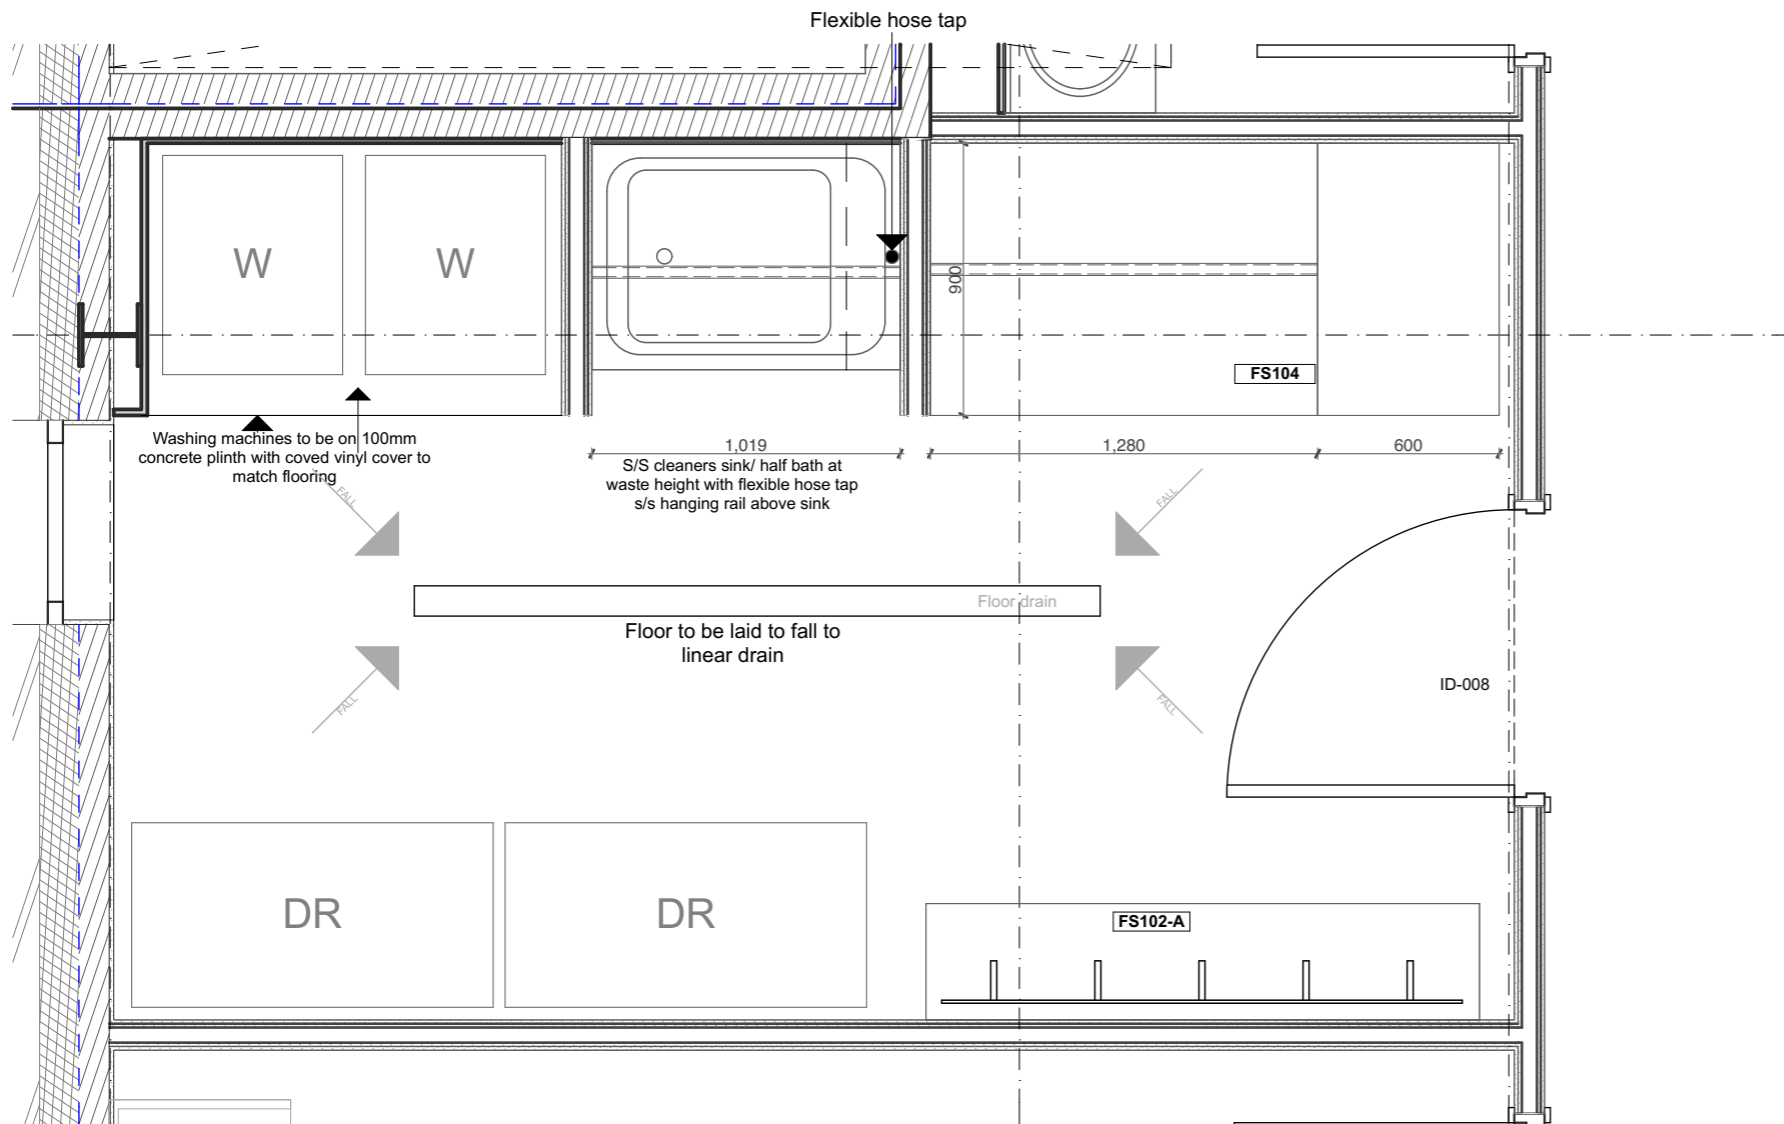 Flexible hose tap
W
W
900
FS104
1,019
1,280
600
Washing machines to be on 100mm
concrete plinth with coved vinyl cover to
match flooring
S/S cleaners sink/ half bath at
waste height with flexible hose tap
s/s hanging rail above sink
FALL
FALL
Floor drain
Floor to be laid to fall to
linear drain
FALL
FALL
ID-008
DR
DR
FS102-A